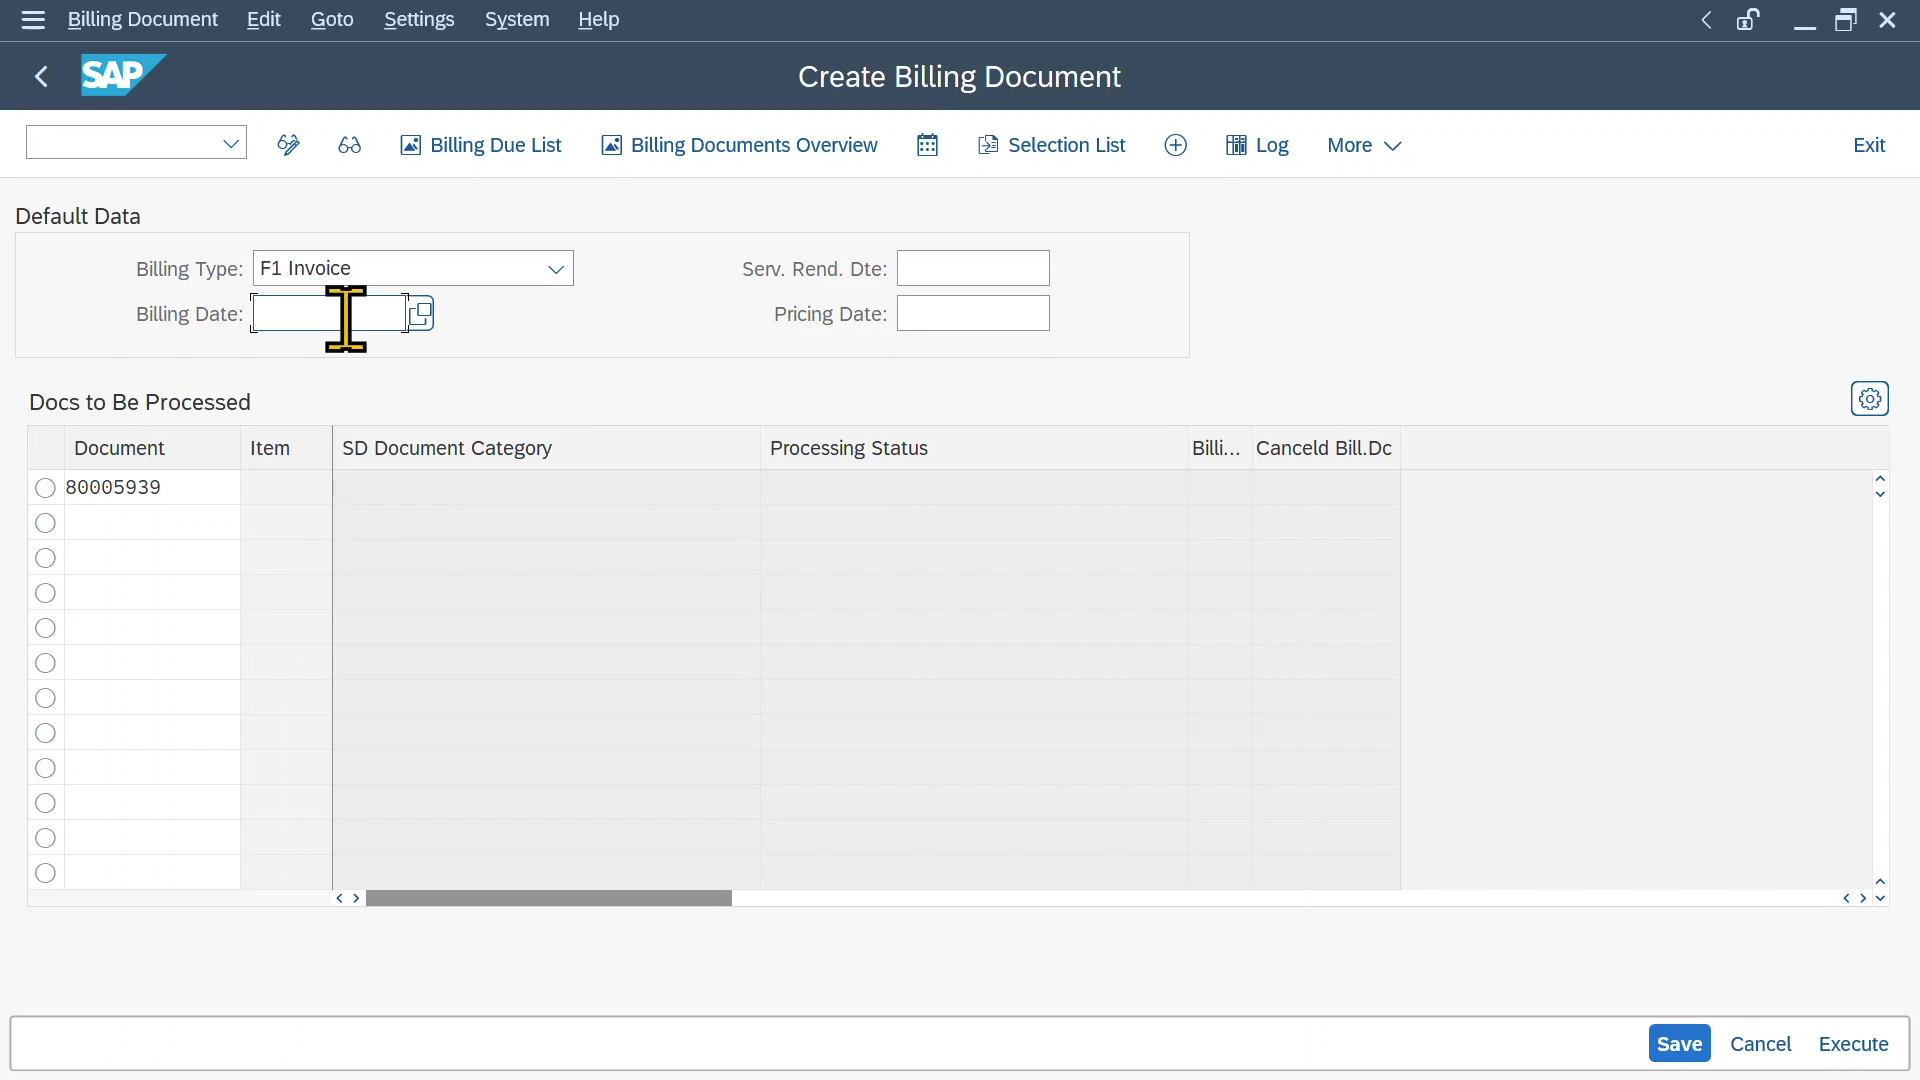 Billing Document Edit Goto Settings System Help
SAP
Create Billing Document
Billing Due List Billing Documents Overview Selection List Log More Exit
Default Data
Billing Type: F1 Invoice Serv. Rend. Dte:
Billing Date: Pricing Date:
Docs to Be Processed
Document Item SD Document Category Processing Status Billi... Canceld Bill.Dc
80005939
Save Cancel Execute